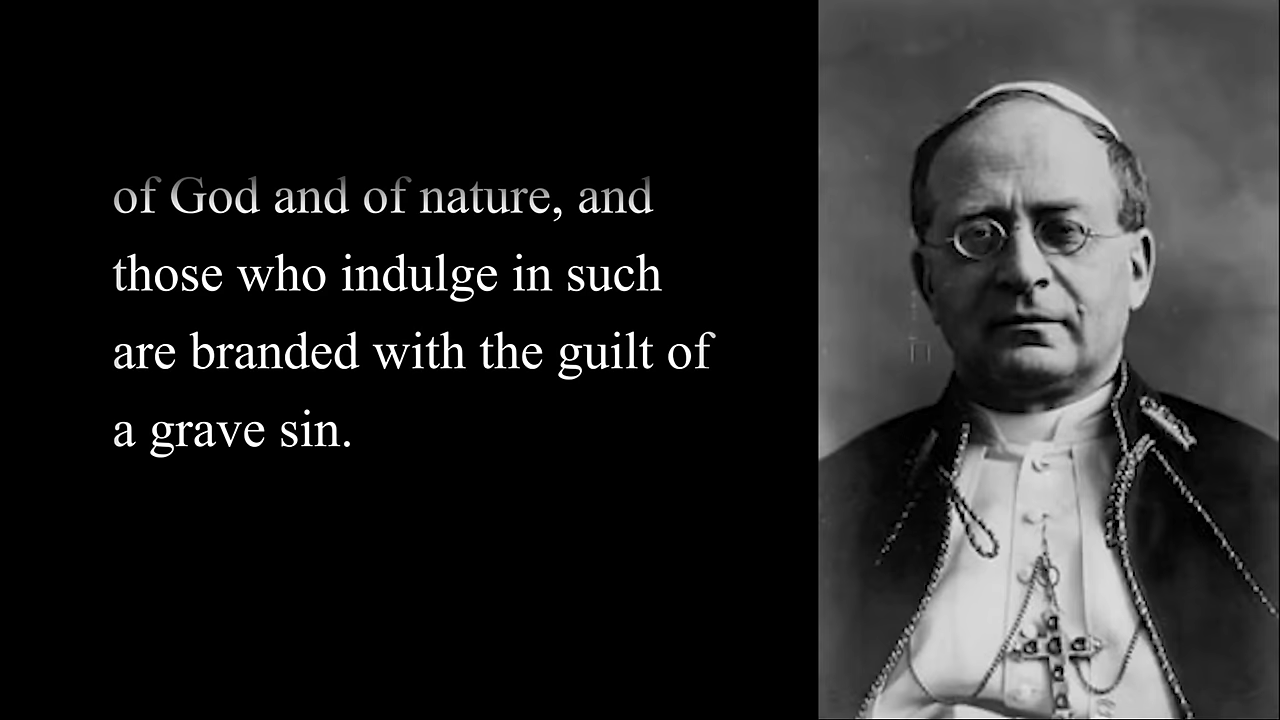 of God and of nature, and
those who indulge in such
are branded with the guilt of
a grave sin.